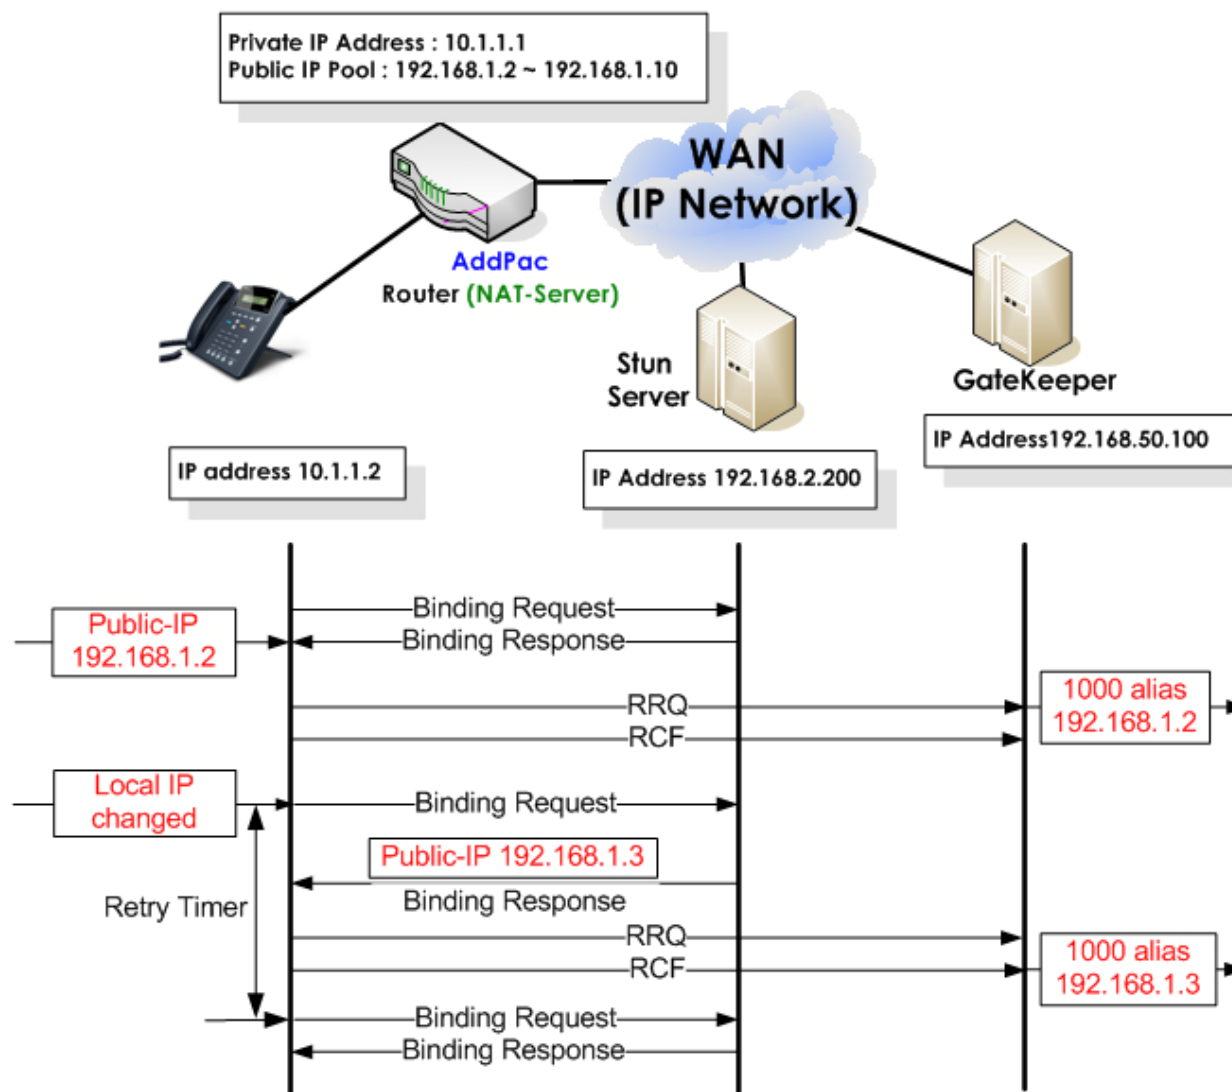 Private IP Address : 10.1.1.1
Public IP Pool : 192.168.1.2 ~ 192.168.1.10
WAN
(IP Network)
AddPac
Router (NAT-Server)
Stun
Server
GateKeeper
IP address 10.1.1.2
IP Address 192.168.2.200
IP Address192.168.50.100
Binding Request
Public-IP
192.168.1.2
Binding Response
RRQ
1000 alias
192.168.1.2
RCF
Local IP
changed
Binding Request
Public-IP 192.168.1.3
Binding Response
Retry Timer
RRQ
RCF
1000 alias
192.168.1.3
Binding Request
Binding Response